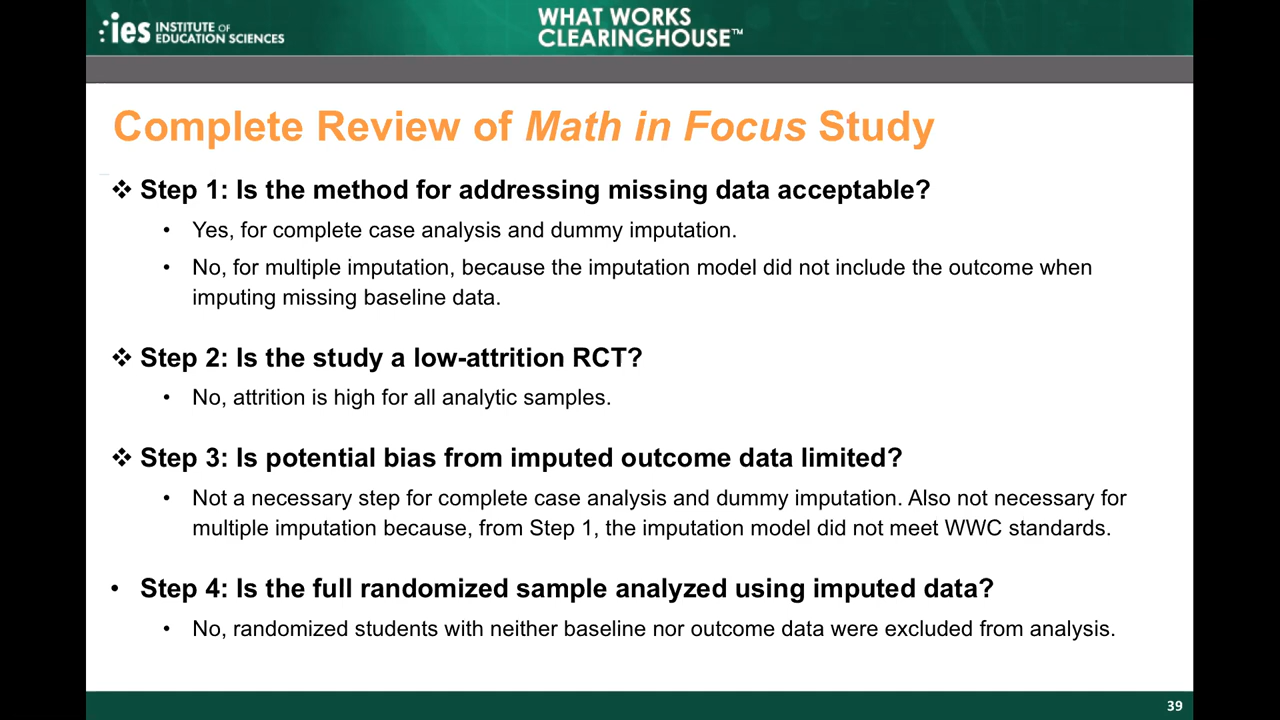 ies INSTITUTE OF
EDUCATION SCIENCES
WHAT WORKS
CLEARINGHOUSE™
Complete Review of Math in Focus Study
❖ Step 1: Is the method for addressing missing data acceptable?
• Yes, for complete case analysis and dummy imputation.
• No, for multiple imputation, because the imputation model did not include the outcome when
imputing missing baseline data.
❖ Step 2: Is the study a low-attrition RCT?
• No, attrition is high for all analytic samples.
❖ Step 3: Is potential bias from imputed outcome data limited?
• Not a necessary step for complete case analysis and dummy imputation. Also not necessary for
multiple imputation because, from Step 1, the imputation model did not meet WWC standards.
• Step 4: Is the full randomized sample analyzed using imputed data?
• No, randomized students with neither baseline nor outcome data were excluded from analysis.
39